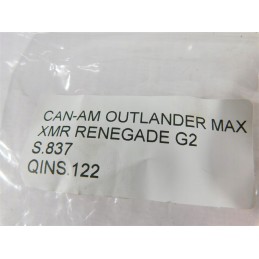 CAN-AM OUTLANDER MAX
XMR RENEGADE G2
S.837
QINS.122